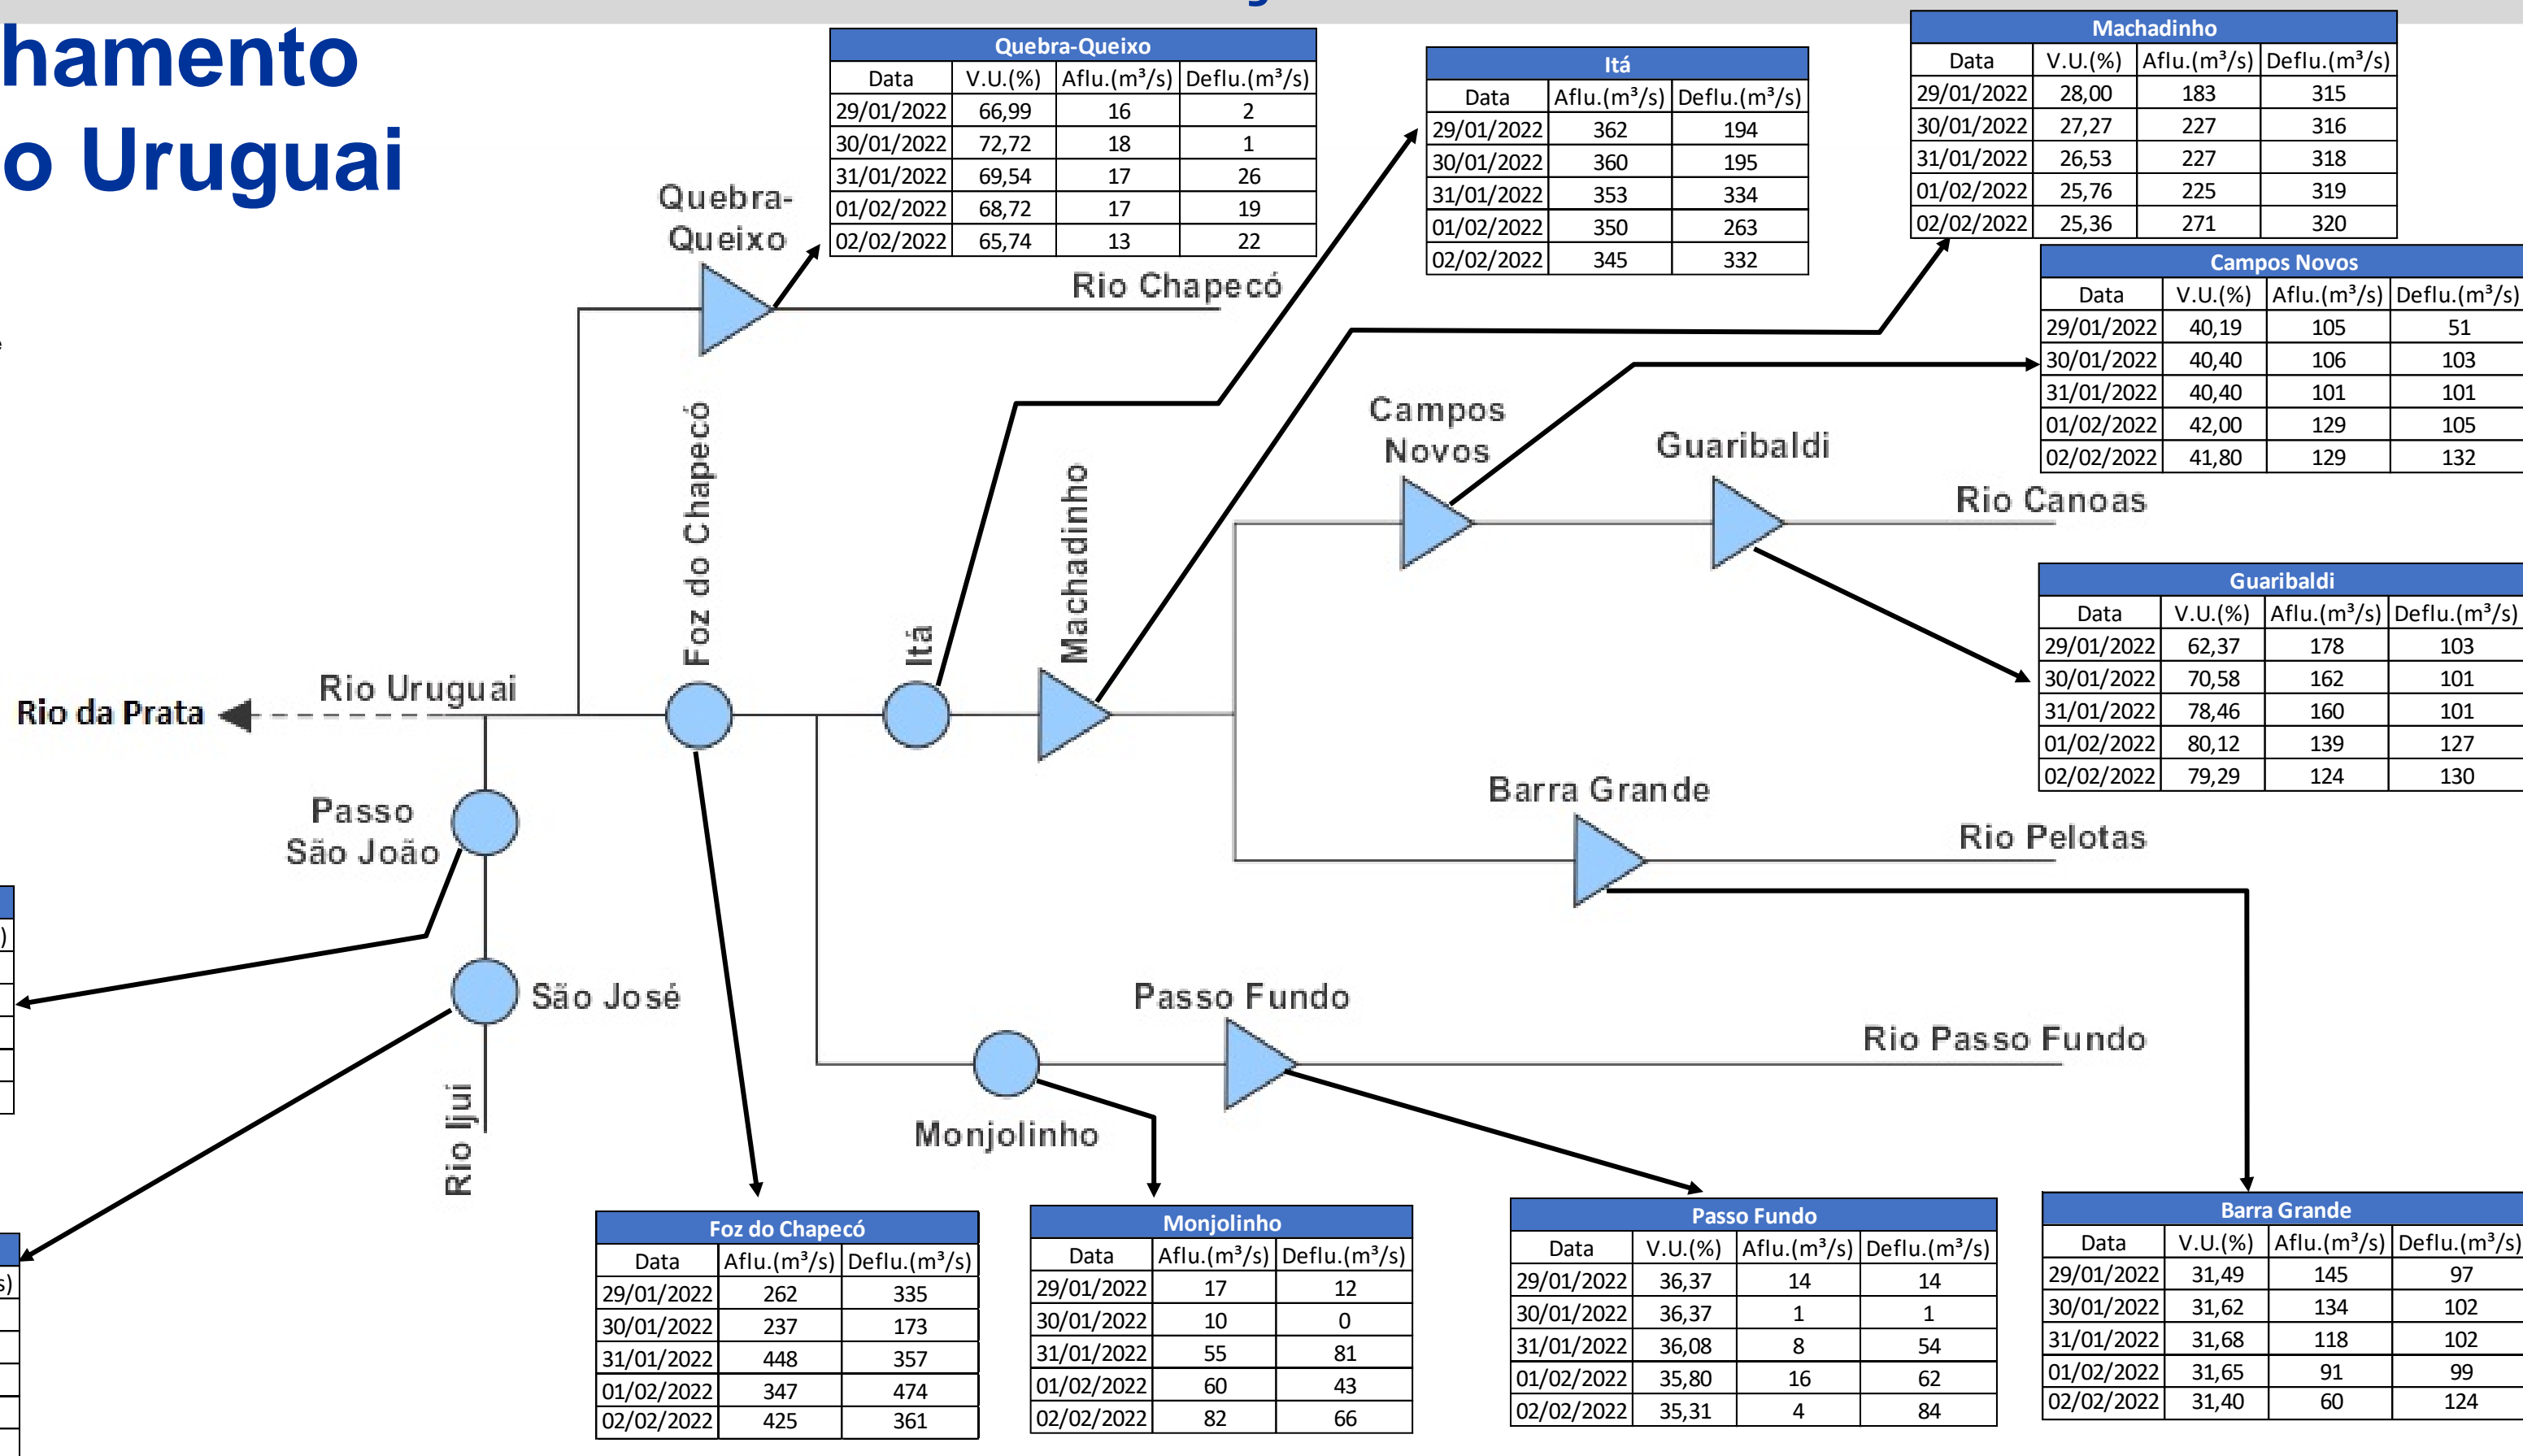 hamento
o Uruguai
Quebra-Queixo
Data V.U.(%) Aflu.(m³/s) Deflu.(m³/s)
29/01/2022 66,99 16 2
30/01/2022 72,72 18 1
31/01/2022 69,54 17 26
01/02/2022 68,72 17 19
02/02/2022 65,74 13 22
Itá
Data Aflu.(m³/s) Deflu.(m³/s)
29/01/2022 362 194
30/01/2022 360 195
31/01/2022 353 334
01/02/2022 350 263
02/02/2022 345 332
Machadinho
Data V.U.(%) Aflu.(m³/s) Deflu.(m³/s)
29/01/2022 28,00 183 315
30/01/2022 27,27 227 316
31/01/2022 26,53 227 318
01/02/2022 25,76 225 319
02/02/2022 25,36 271 320
Campos Novos
Data V.U.(%) Aflu.(m³/s) Deflu.(m³/s)
29/01/2022 40,19 105 51
30/01/2022 40,40 106 103
31/01/2022 40,40 101 101
01/02/2022 42,00 129 105
02/02/2022 41,80 129 132
Quebra-
Queixo
Rio Chapecó
Foz do Chapecó
Itá
Machadinho
Campos
Novos
Guaribaldi
Rio Canoas
Guaribaldi
Data V.U.(%) Aflu.(m³/s) Deflu.(m³/s)
29/01/2022 62,37 178 103
30/01/2022 70,58 162 101
31/01/2022 78,46 160 101
01/02/2022 80,12 139 127
02/02/2022 79,29 124 130
Rio da Prata
Rio Uruguai
Passo
São João
Barra Grande
Rio Pelotas
São José
Rio Ijui
Passo Fundo
Rio Passo Fundo
Monjolinho
Foz do Chapecó
Data Aflu.(m³/s) Deflu.(m³/s)
29/01/2022 262 335
30/01/2022 237 173
31/01/2022 448 357
01/02/2022 347 474
02/02/2022 425 361
Monjolinho
Data Aflu.(m³/s) Deflu.(m³/s)
29/01/2022 17 12
30/01/2022 10 0
31/01/2022 55 81
01/02/2022 60 43
02/02/2022 82 66
Passo Fundo
Data V.U.(%) Aflu.(m³/s) Deflu.(m³/s)
29/01/2022 36,37 14 14
30/01/2022 36,37 1 1
31/01/2022 36,08 8 54
01/02/2022 35,80 16 62
02/02/2022 35,31 4 84
Barra Grande
Data V.U.(%) Aflu.(m³/s) Deflu.(m³/s)
29/01/2022 31,49 145 97
30/01/2022 31,62 134 102
31/01/2022 31,68 118 102
01/02/2022 31,65 91 99
02/02/2022 31,40 60 124